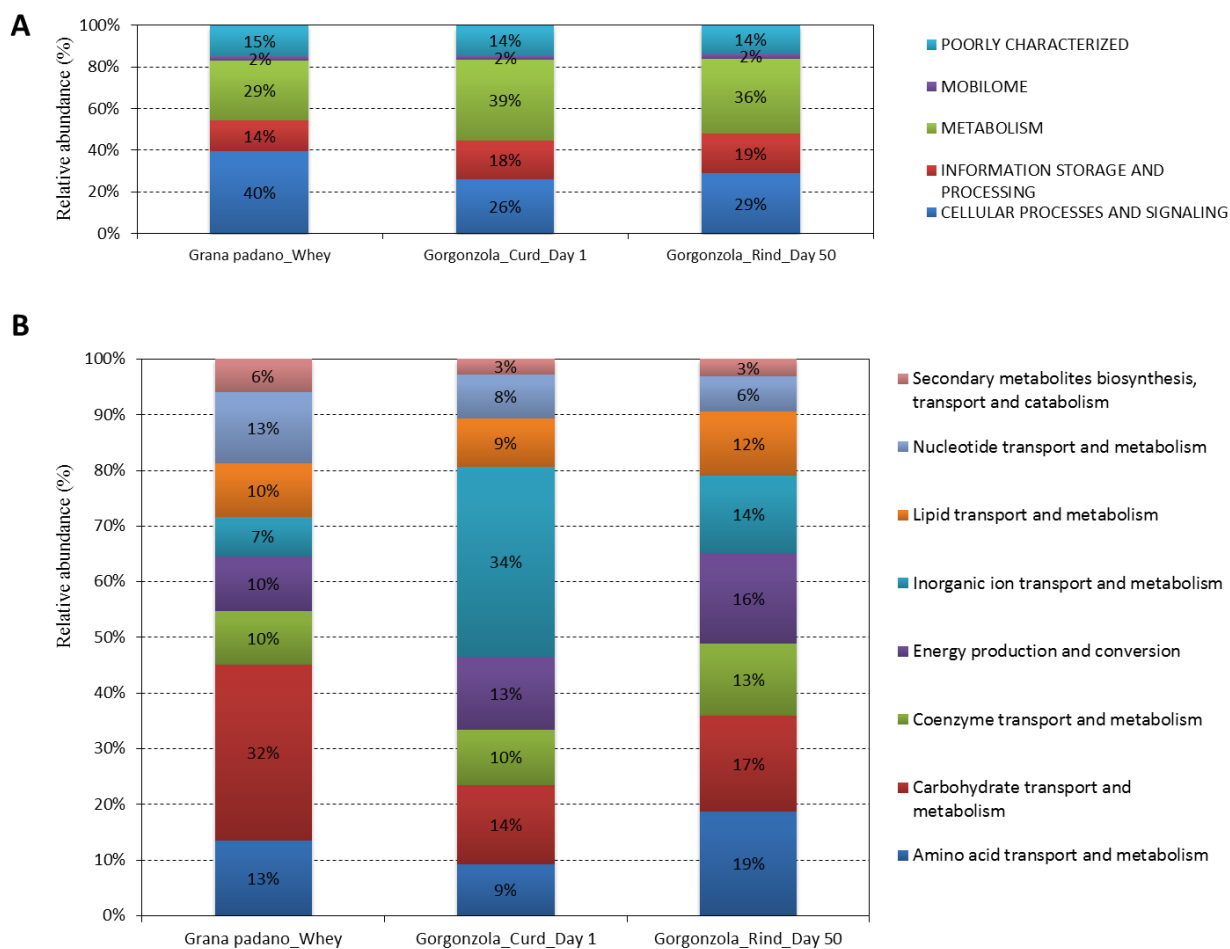 A
Relative abundance (%)
100%
80%
60%
40%
20%
0%
15%
2%
29%
14%
40%
14%
2%
39%
18%
26%
14%
2%
36%
19%
29%
Grana padano_Whey
Gorgonzola_Curd_Day 1
Gorgonzola_Rind_Day 50
POORLY CHARACTERIZED
MOBILOME
METABOLISM
INFORMATION STORAGE AND
PROCESSING
CELLULAR PROCESSES AND SIGNALING
B
Relative abundance (%)
100%
90%
80%
70%
60%
50%
40%
30%
20%
10%
0%
6%
13%
10%
7%
10%
10%
32%
13%
3%
8%
9%
34%
13%
10%
14%
9%
3%
6%
12%
14%
16%
13%
17%
19%
Grana padano_Whey
Gorgonzola_Curd_Day 1
Gorgonzola_Rind_Day 50
Secondary metabolites biosynthesis,
transport and catabolism
Nucleotide transport and metabolism
Lipid transport and metabolism
Inorganic ion transport and metabolism
Energy production and conversion
Coenzyme transport and metabolism
Carbohydrate transport and
metabolism
Amino acid transport and metabolism